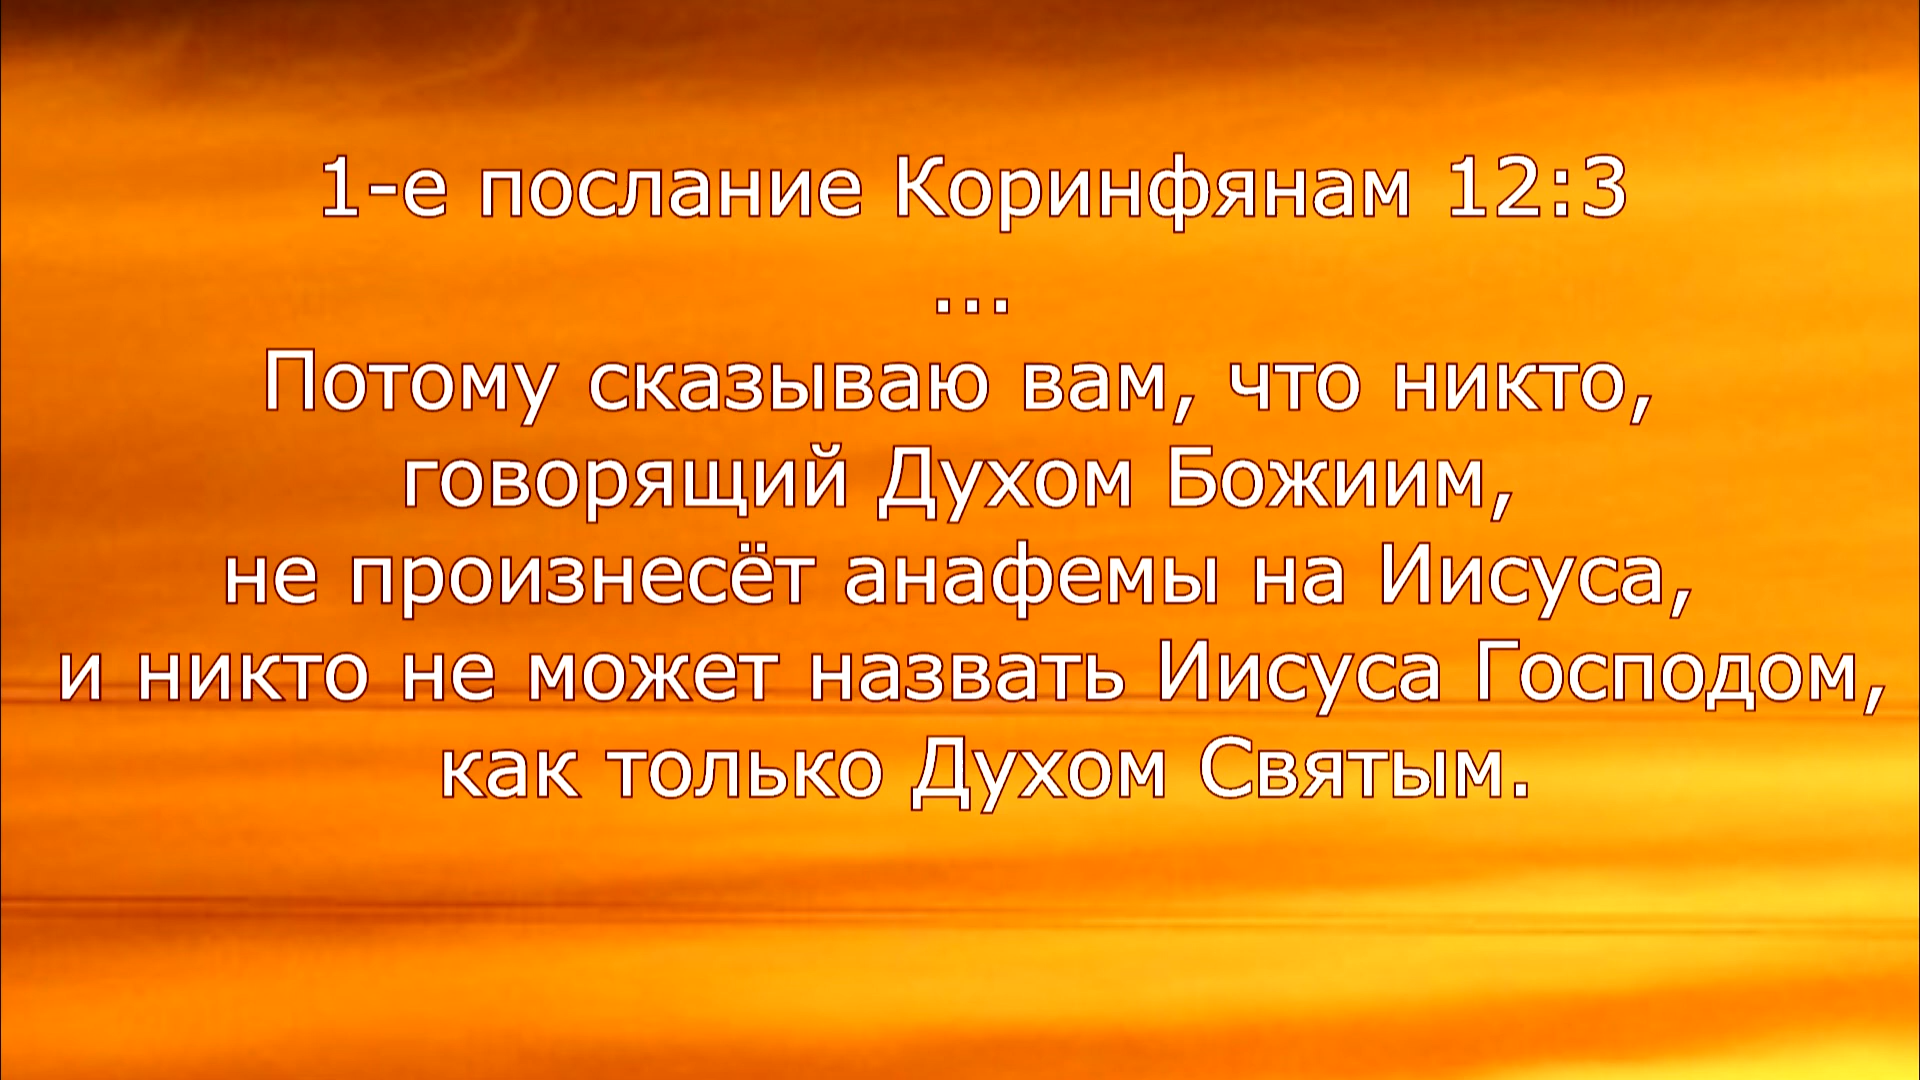 1-е послание Коринфянам 12:3
...
Потому сказываю вам, что никто,
говорящий Духом Божиим,
не произнесёт анафемы на Иисуса,
и никто не может назвать Иисуса Господом,
как только Духом Святым.